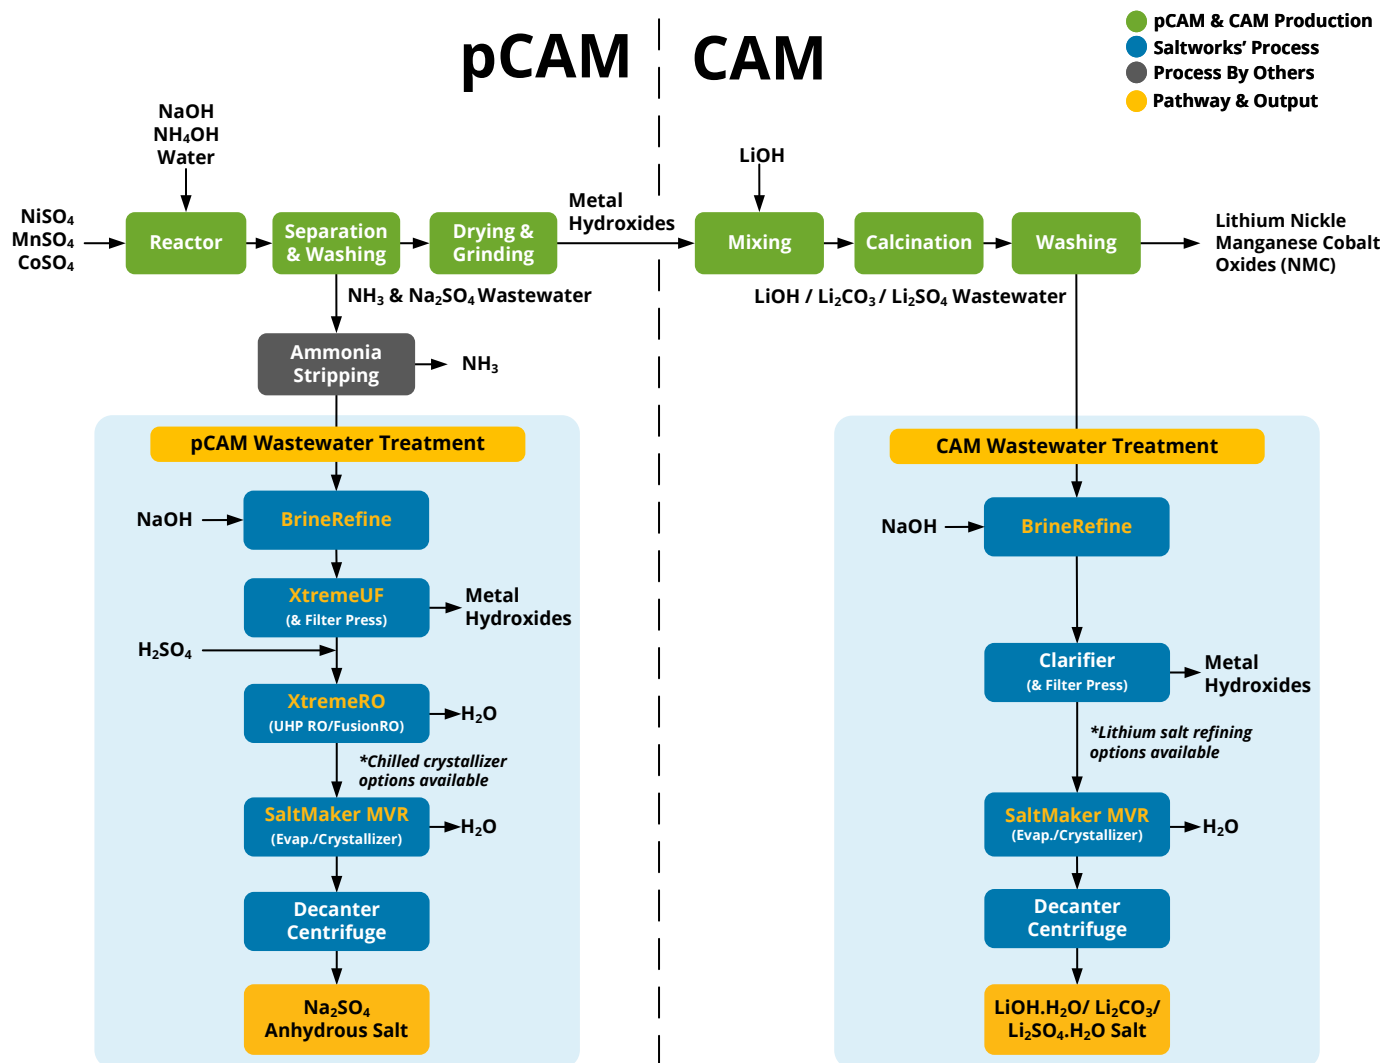 pCAM
CAM
pCAM & CAM Production
Saltworks’ Process
Process By Others
Pathway & Output
NaOH
NH₄OH
Water
LiOH
NiSO₄
MnSO₄
CoSO₄
Reactor
Separation
& Washing
Drying &
Grinding
Metal
Hydroxides
Mixing
Calcination
Washing
Lithium Nickle
Manganese Cobalt
Oxides (NMC)
NH₃ & Na₂SO₄ Wastewater
LiOH / Li₂CO₃ / Li₂SO₄ Wastewater
Ammonia
Stripping
NH₃
pCAM Wastewater Treatment
NaOH
BrineRefine
XtremeUF
(& Filter Press)
Metal
Hydroxides
H₂SO₄
XtremeRO
(UHP RO/FusionRO)
H₂O
*Chilled crystallizer
options available
SaltMaker MVR
(Evap./Crystallizer)
H₂O
Decanter
Centrifuge
Na₂SO₄
Anhydrous Salt
CAM Wastewater Treatment
NaOH
BrineRefine
Clarifier
(& Filter Press)
Metal
Hydroxides
*Lithium salt refining
options available
SaltMaker MVR
(Evap./Crystallizer)
H₂O
Decanter
Centrifuge
LiOH.H₂O/ Li₂CO₃/
Li₂SO₄.H₂O Salt